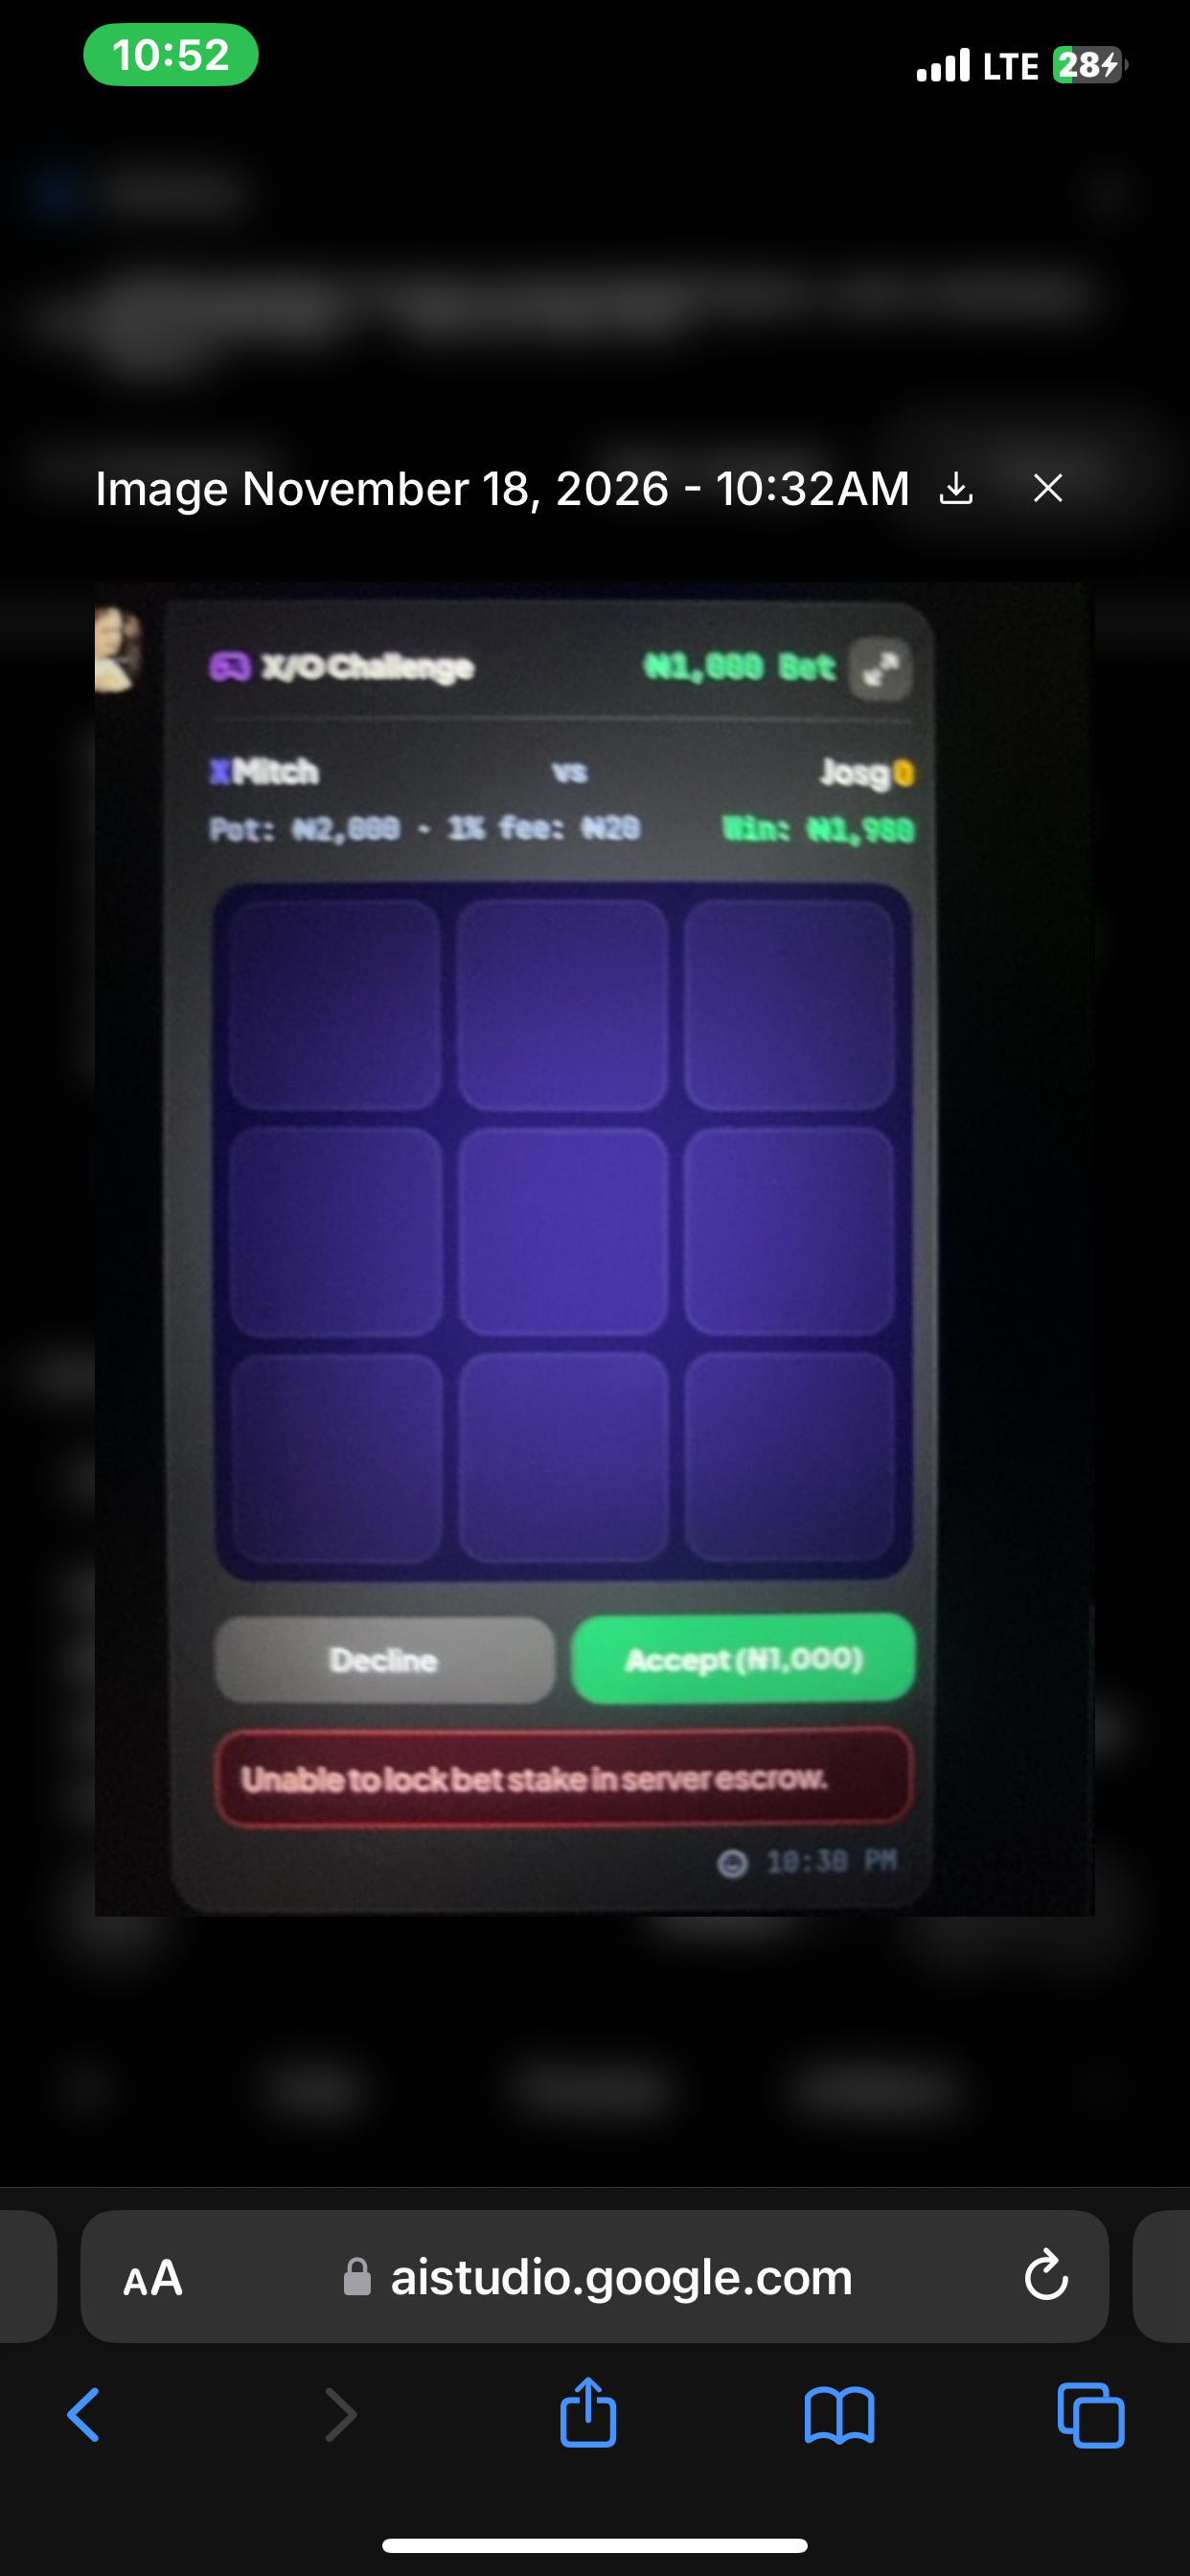 10:52
LTE 28
Image November 18, 2026 - 10:32AM
X/O Challenge ₦1,000 Bet
X Mitch vs Josg O
Pot: ₦2,000 - 1% fee: ₦20 Win: ₦1,980
Decline Accept (₦1,000)
Unable to lock bet stake in server escrow.
10:30 PM
AA aistudio.google.com